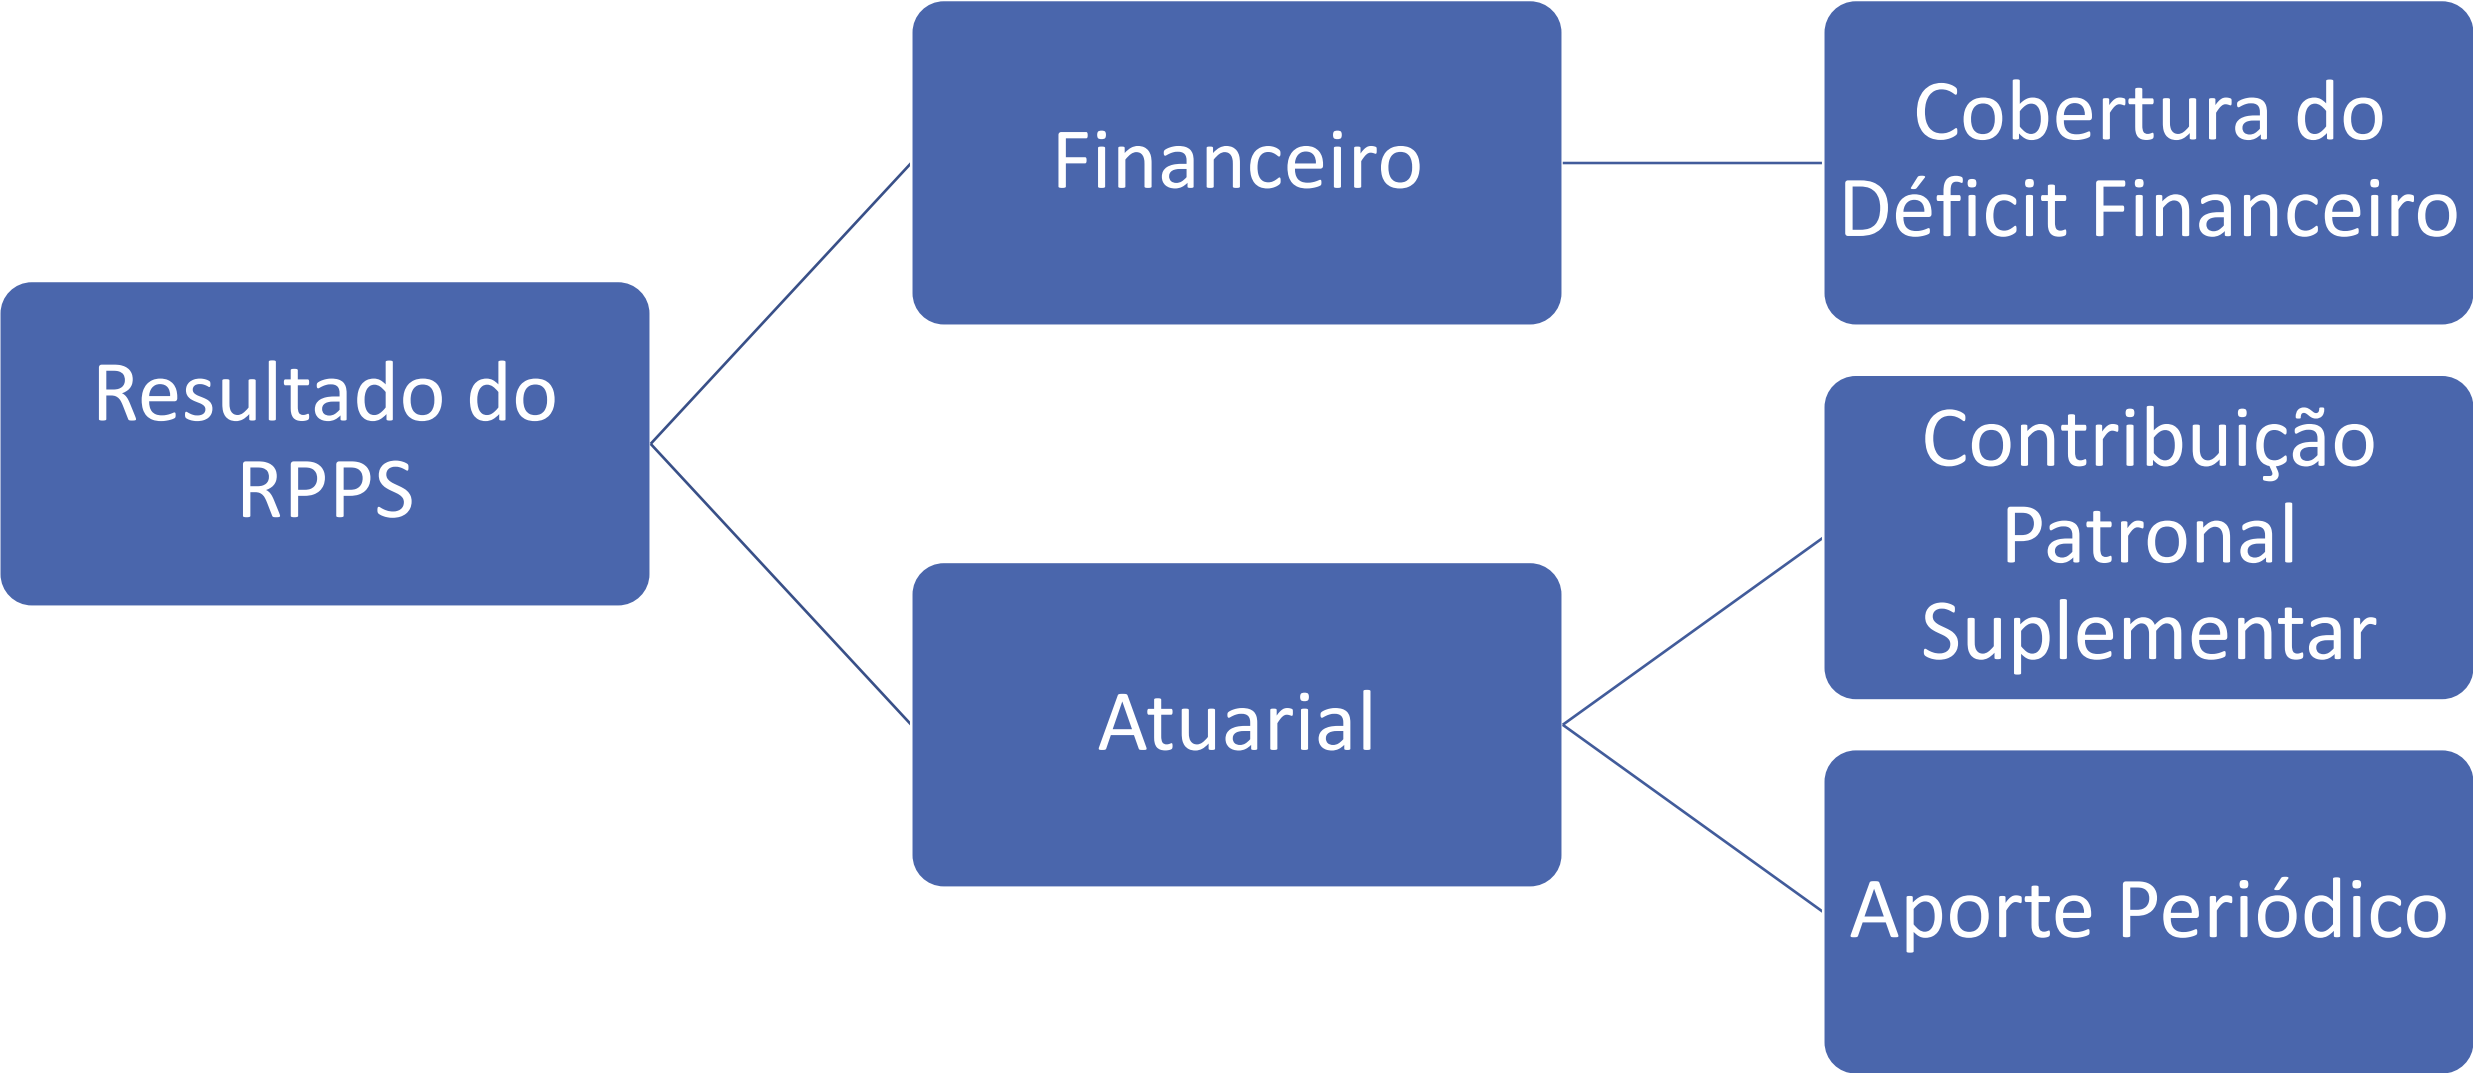 Resultado do
RPPS
Financeiro
Cobertura do
Déficit Financeiro
Atuarial
Contribuição
Patronal
Suplementar
Aporte Periódico